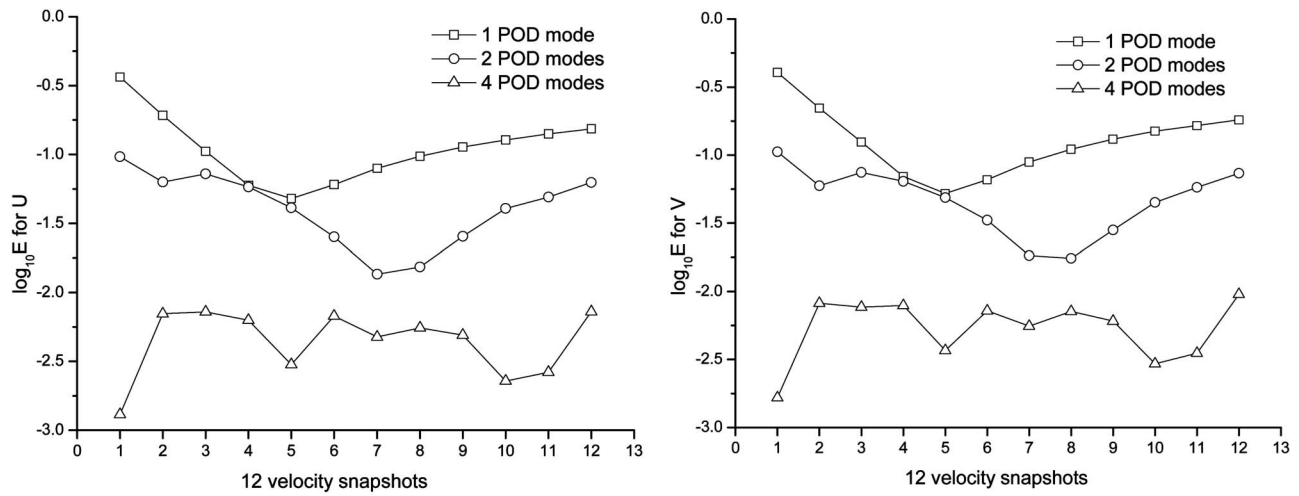 0.0
-0.5
-1.0
-1.5
-2.0
-2.5
-3.0
log₁₀E for U
1 POD mode
2 POD modes
4 POD modes
0 1 2 3 4 5 6 7 8 9 10 11 12 13
12 velocity snapshots
0.0
-0.5
-1.0
-1.5
-2.0
-2.5
-3.0
log₁₀E for V
1 POD mode
2 POD modes
4 POD modes
0 1 2 3 4 5 6 7 8 9 10 11 12 13
12 velocity snapshots